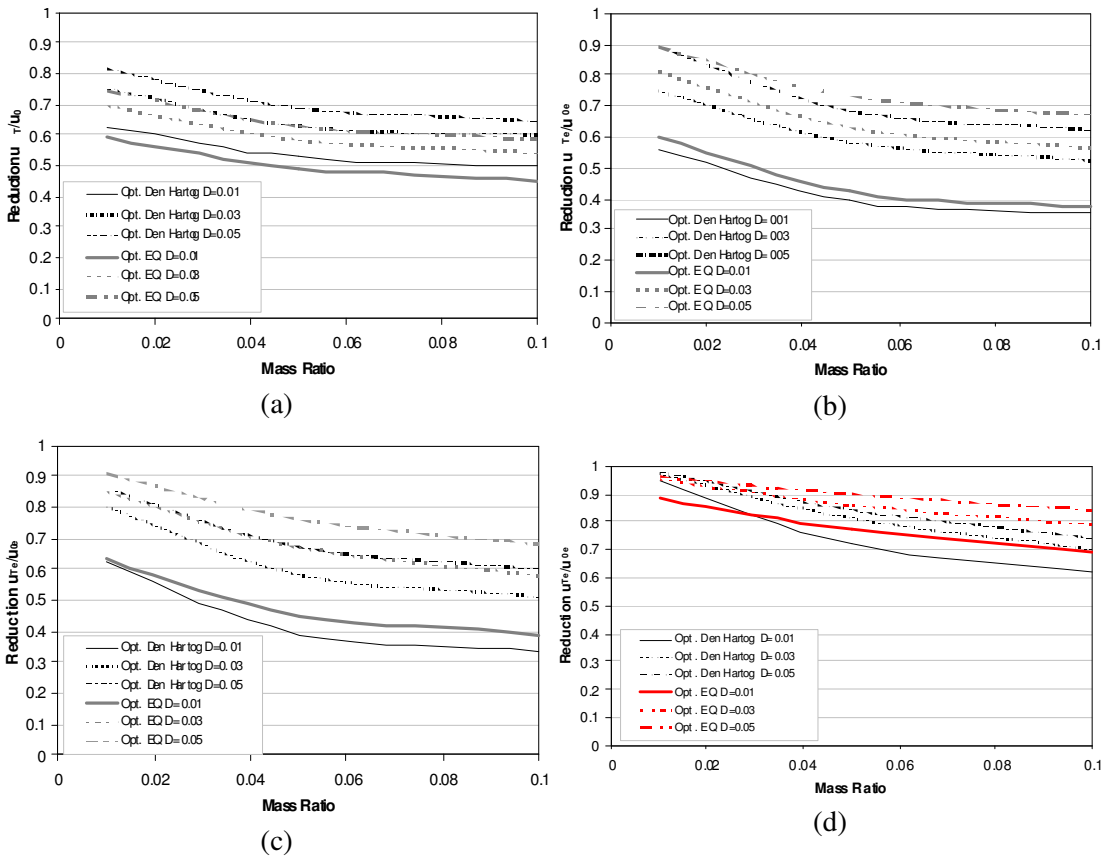 1
0.9
0.8
0.7
0.6
0.5
0.4
0.3
0.2
0.1
0
Reduction u T/u0
Opt. Den Hartog D=0.01
Opt. Den Hartog D=0.03
Opt. Den Hartog D=0.05
Opt. EQ D=0.01
Opt. EQ D=0.03
Opt. EQ D=0.05
0 0.02 0.04 0.06 0.08 0.1
Mass Ratio
(a)
1
0.9
0.8
0.7
0.6
0.5
0.4
0.3
0.2
0.1
0
Reduction u Te/u 0e
Opt. Den Hartog D= 001
Opt. Den Hartog D= 003
Opt. Den Hartog D= 005
Opt. EQ D=0.01
Opt. EQ D=0.03
Opt. EQ D=0.05
0 0.02 0.04 0.06 0.08 0.1
Mass Ratio
(b)
1
0.9
0.8
0.7
0.6
0.5
0.4
0.3
0.2
0.1
0
Reduction uTe/u0e
Opt. Den Hartog D=0.01
Opt. Den Hartog D=0.03
Opt. Den Hartog D=0.05
Opt. EQ D=0.01
Opt. EQ D=0.03
Opt. EQ D=0.05
0 0.02 0.04 0.06 0.08 0.1
Mass Ratio
(c)
1
0.9
0.8
0.7
0.6
0.5
0.4
0.3
0.2
0.1
0
Reduction uTe/u0e
Opt. Den Hartog D=0.01
Opt. Den Hartog D=0.03
Opt. Den Hartog D=0.05
Opt. EQ D=0.01
Opt. EQ D=0.03
Opt. EQ D=0.05
0 0.02 0.04 0.06 0.08 0.1
Mass Ratio
(d)